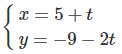 x = 5 + t
y = −9 − 2t